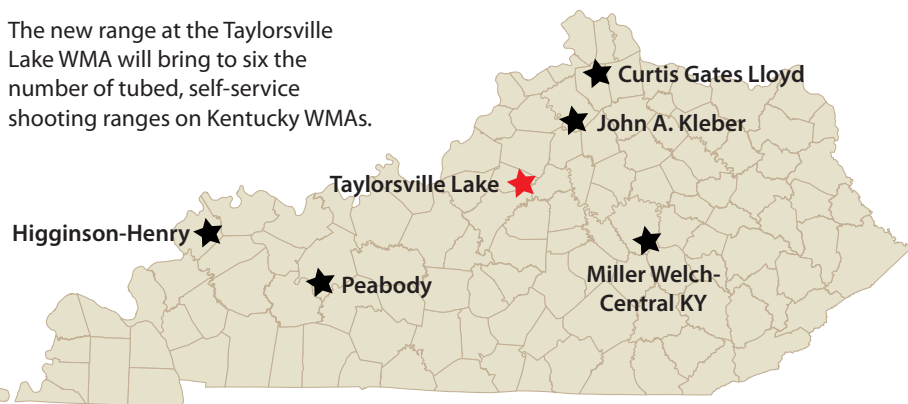 The new range at the Taylorsville
Lake WMA will bring to six the
number of tubed, self-service
shooting ranges on Kentucky WMAs.
Curtis Gates Lloyd
John A. Kleber
Taylorsville Lake
Higginson-Henry
Peabody
Miller Welch-
Central KY